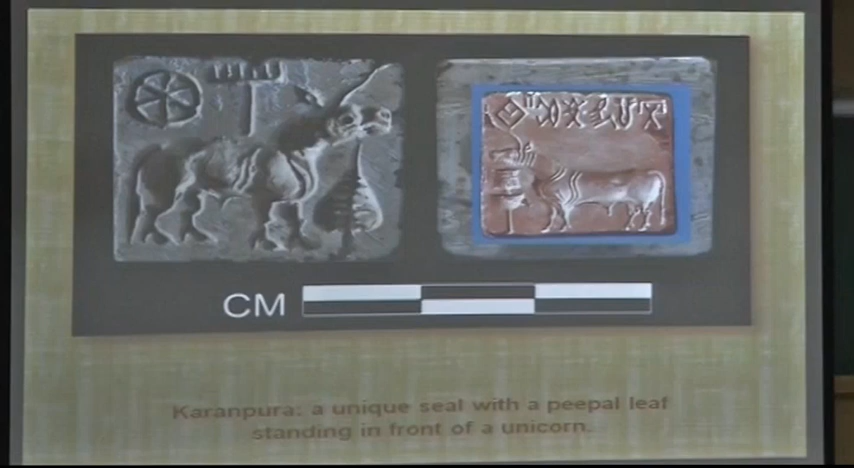 CM
Karanpura: a unique seal with a peepal leaf
standing in front of a unicorn.